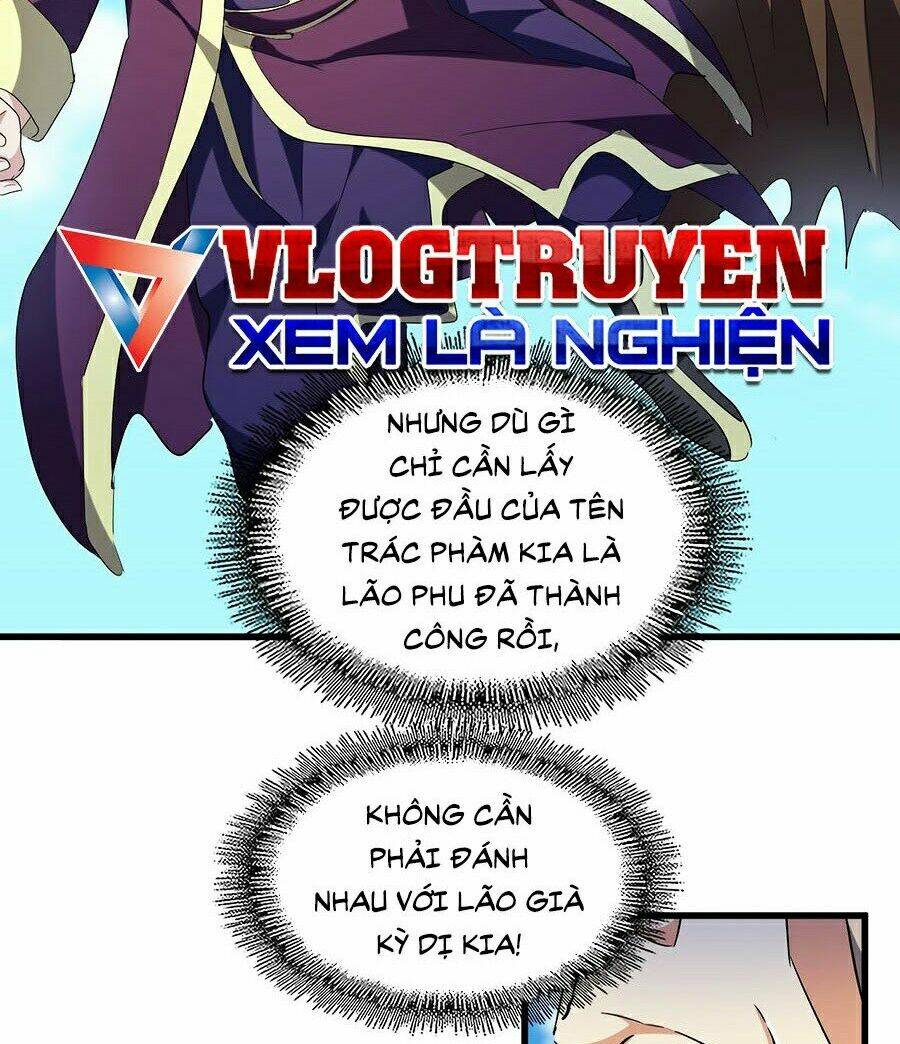 VLOGTRUYEN
XEM LÀ NGHIỆN
NHƯNG DÙ GÌ
CHỈ CẦN LẤY
ĐƯỢC ĐẦU CỦA TÊN
TRÁC PHÀM KIA LÀ
LÃO PHU ĐÃ THÀNH
CÔNG RỒI,
KHÔNG CẦN
PHẢI ĐÁNH
NHAU VỚI LÃO GIÀ
KỲ DỊ KIA!